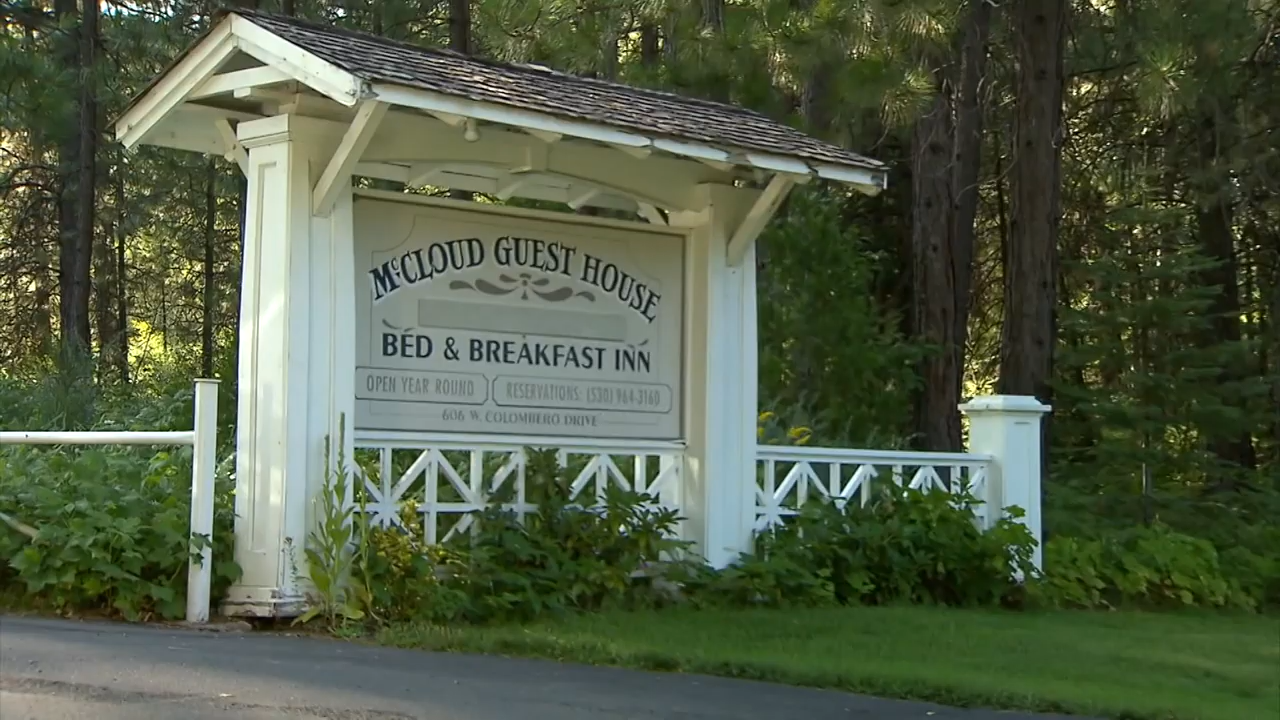 McCLOUD GUEST HOUSE
BED & BREAKFAST INN
OPEN YEAR ROUND
RESERVATIONS: (530) 964-3160
606 W. COLOMBERO DRIVE